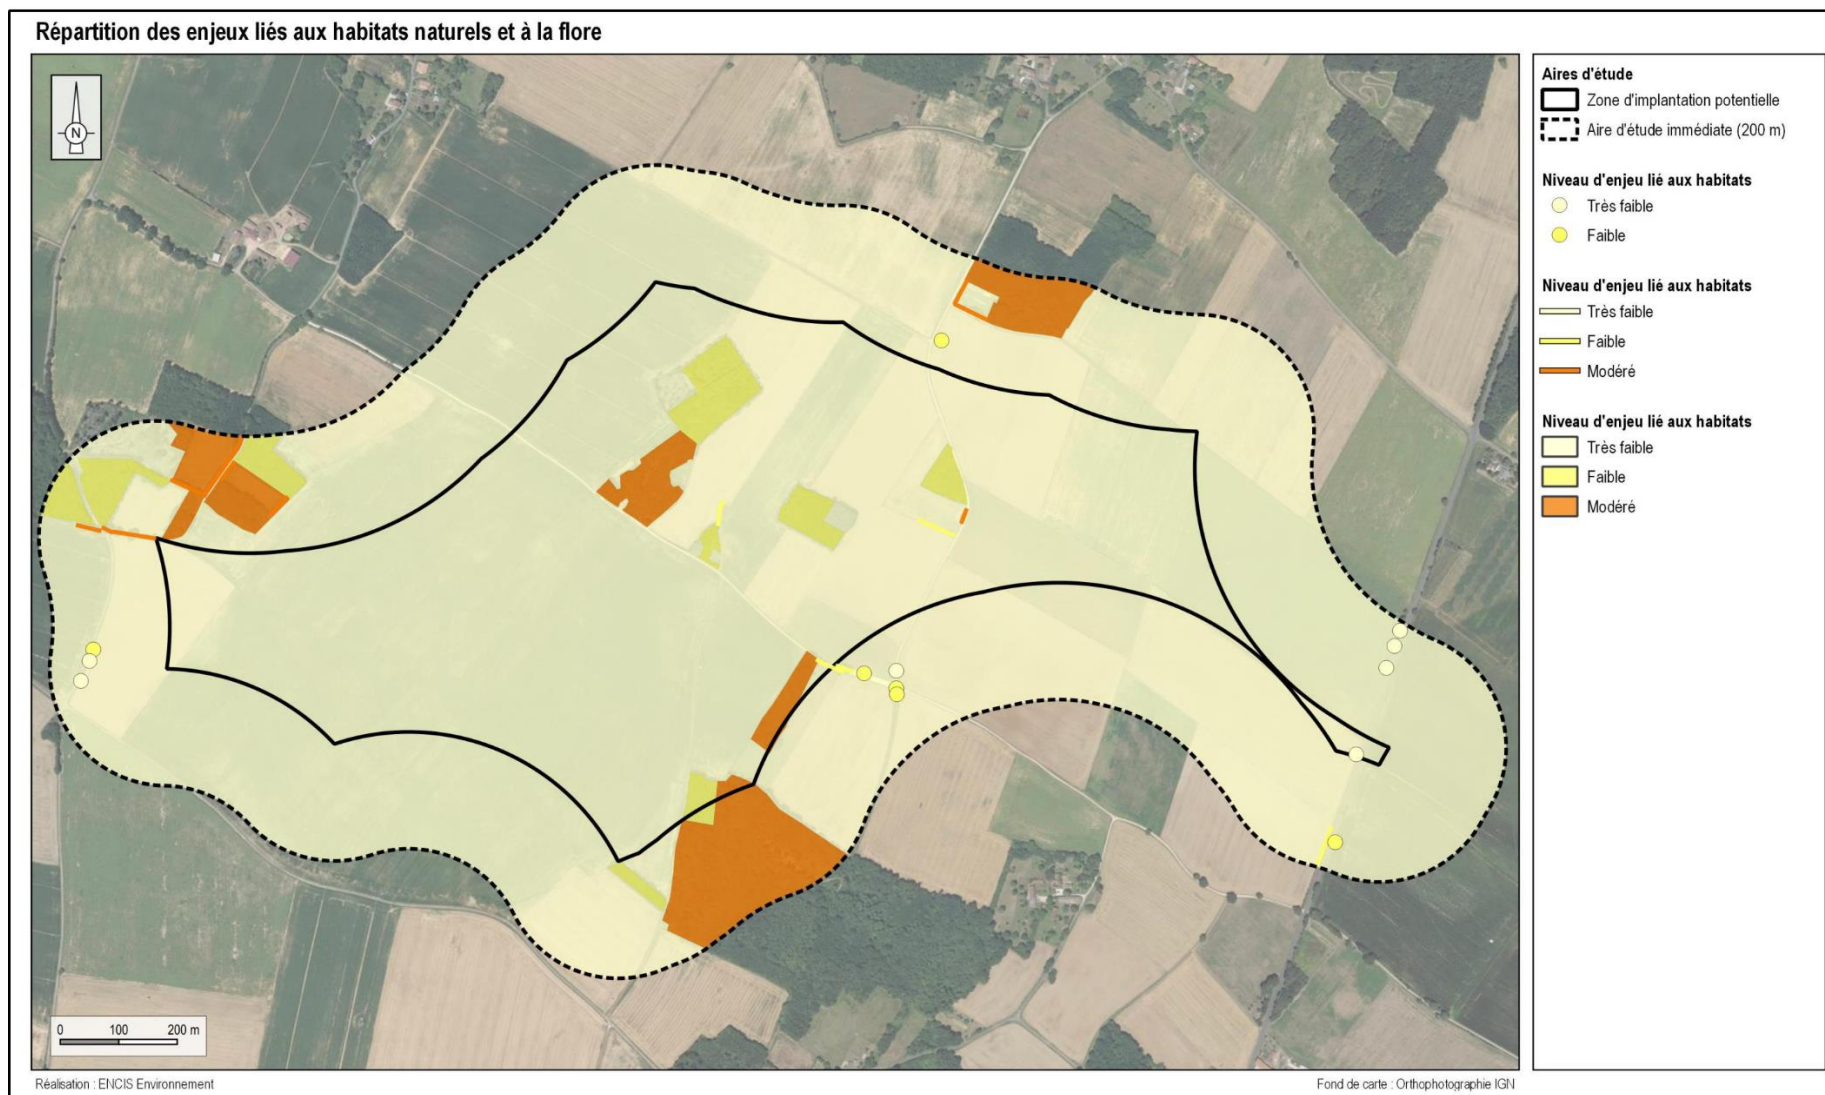 Répartition des enjeux liés aux habitats naturels et à la flore
N
0 100 200 m
Aires d'étude
Zone d'implantation potentielle
Aire d'étude immédiate (200 m)
Niveau d'enjeu lié aux habitats
Très faible
Faible
Niveau d'enjeu lié aux habitats
Très faible
Faible
Modéré
Niveau d'enjeu lié aux habitats
Très faible
Faible
Modéré
Réalisation : ENCIS Environnement
Fond de carte : Orthophotographie IGN